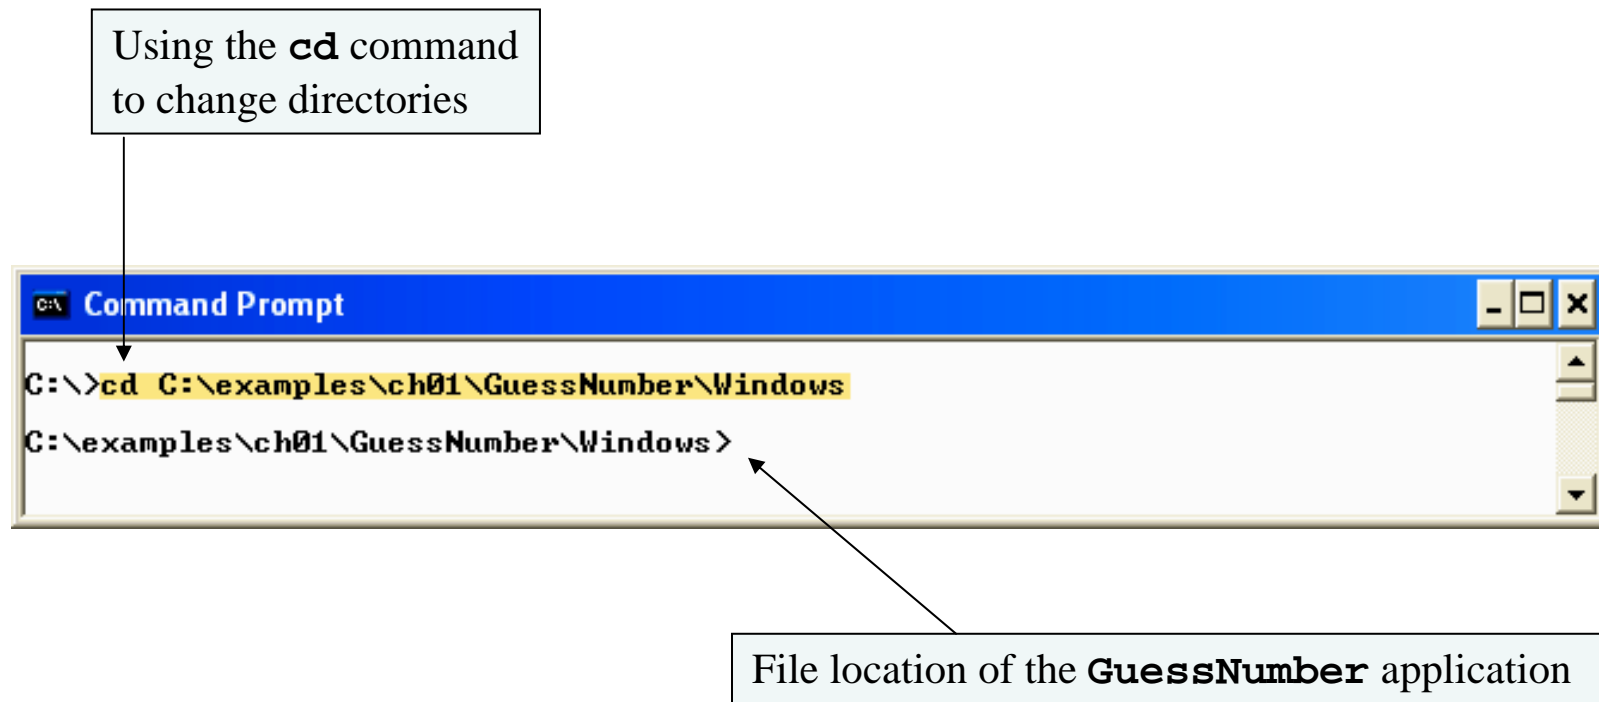 Using the cd command
to change directories
C:\ Command Prompt
C:\>cd C:\examples\ch01\GuessNumber\Windows
C:\examples\ch01\GuessNumber\Windows>
File location of the GuessNumber application